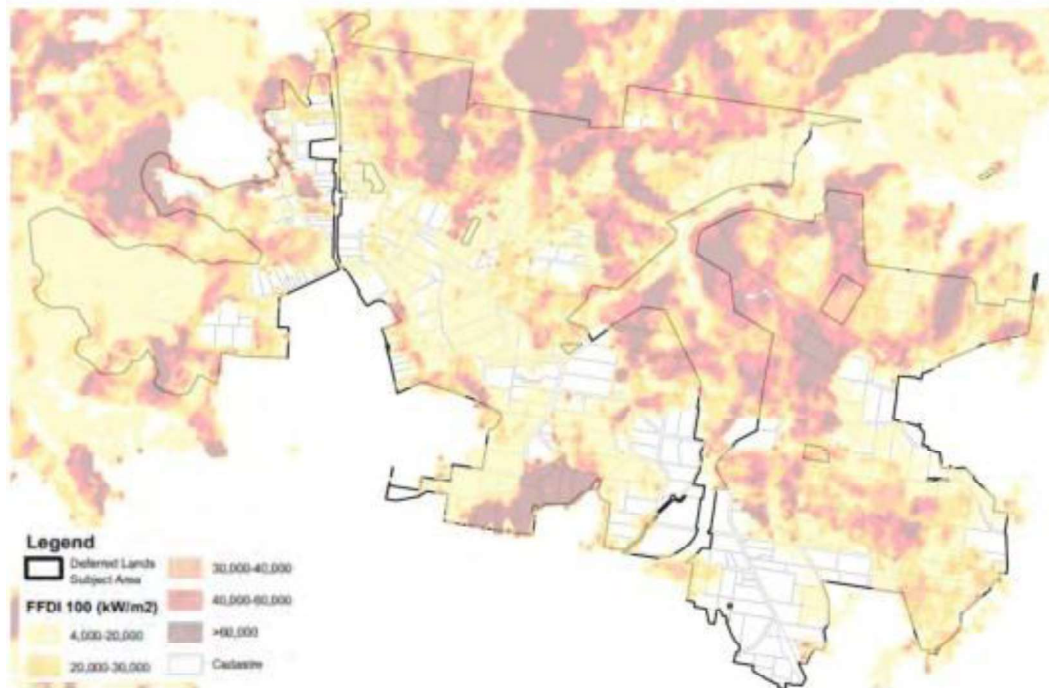 Legend
Deferred Lands
Subject Area
FFDI 100 (kW/m2)
4,000-20,000
20,000-30,000
30,000-40,000
40,000-60,000
>60,000
Cadastre